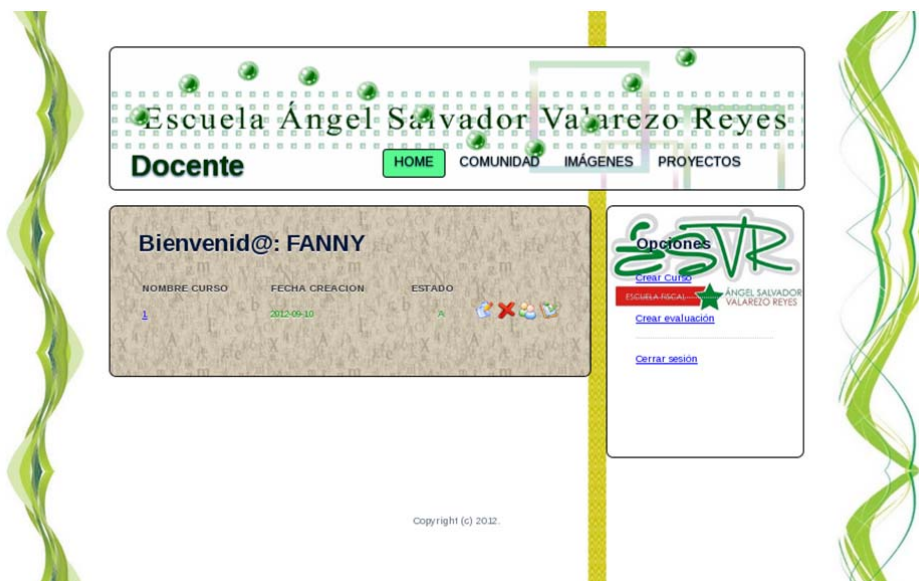 Escuela Ángel Salvador Valarezo Reyes
Docente
HOME COMUNIDAD IMÁGENES PROYECTOS
Bienvenid@: FANNY
NOMBRE CURSO FECHA CREACION ESTADO
1 2012-09-10 A
ESVR
Opciones
Crear Curso
ESCUELA FISCAL
ÁNGEL SALVADOR
VALAREZO REYES
Crear evaluación
Cerrar sesión
Copyright (c) 2012.